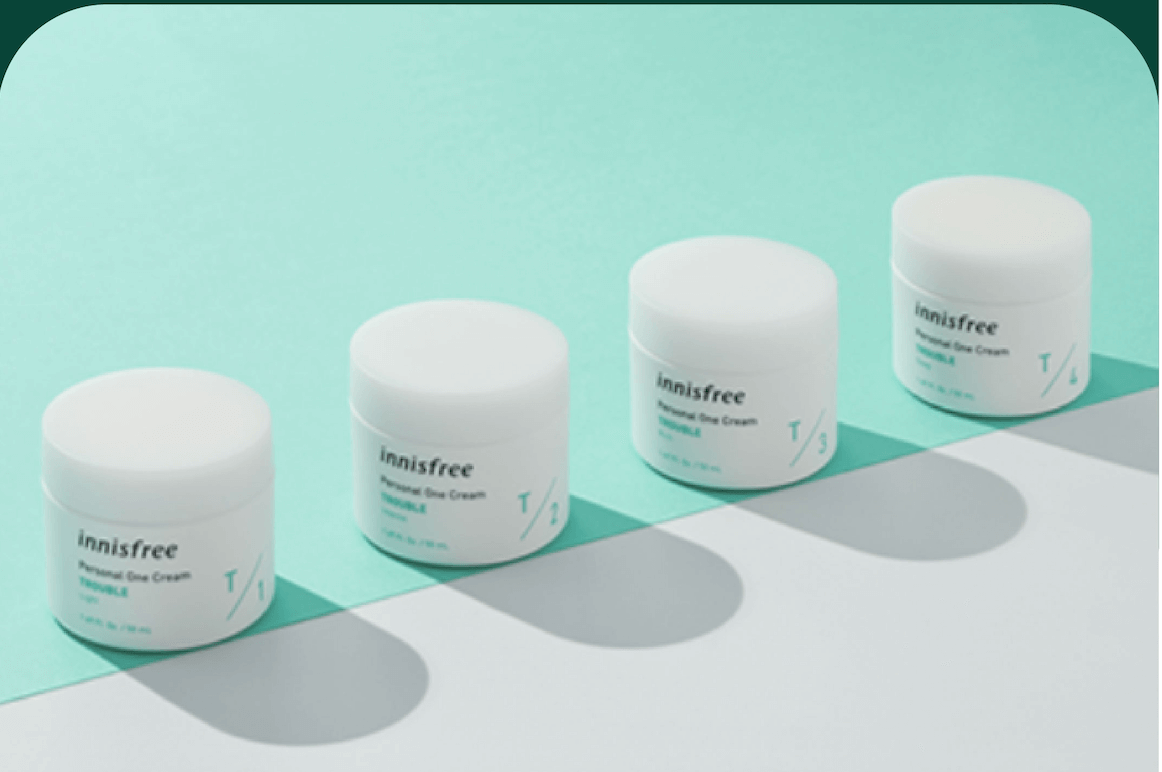 innisfree
Personal One Cream
TROUBLE
Light
T/1
innisfree
Personal One Cream
TROUBLE
T/2
innisfree
Personal One Cream
TROUBLE
T/3
innisfree
Personal One Cream
TROUBLE
T/4